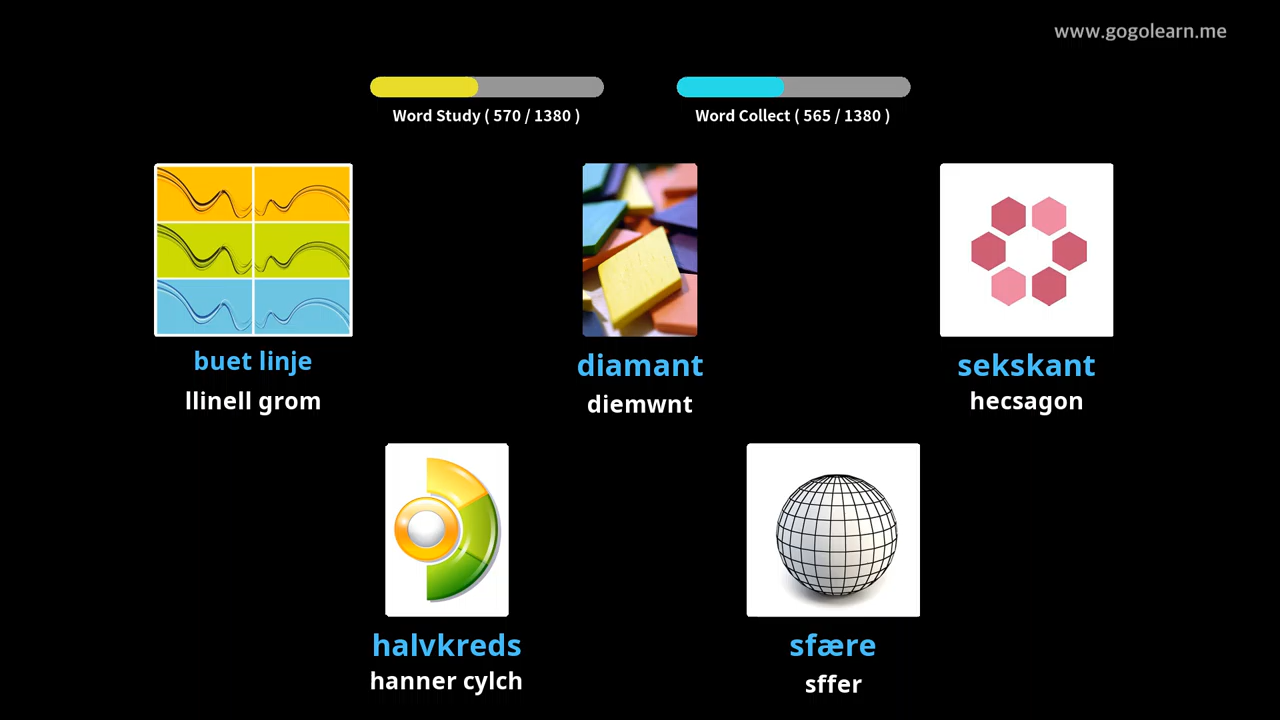 www.gogolearn.me
Word Study ( 570 / 1380 )
Word Collect ( 565 / 1380 )
buet linje
llinell grom
diamant
diemwnt
sekskant
hecsagon
halvkreds
hanner cylch
sfære
sffer